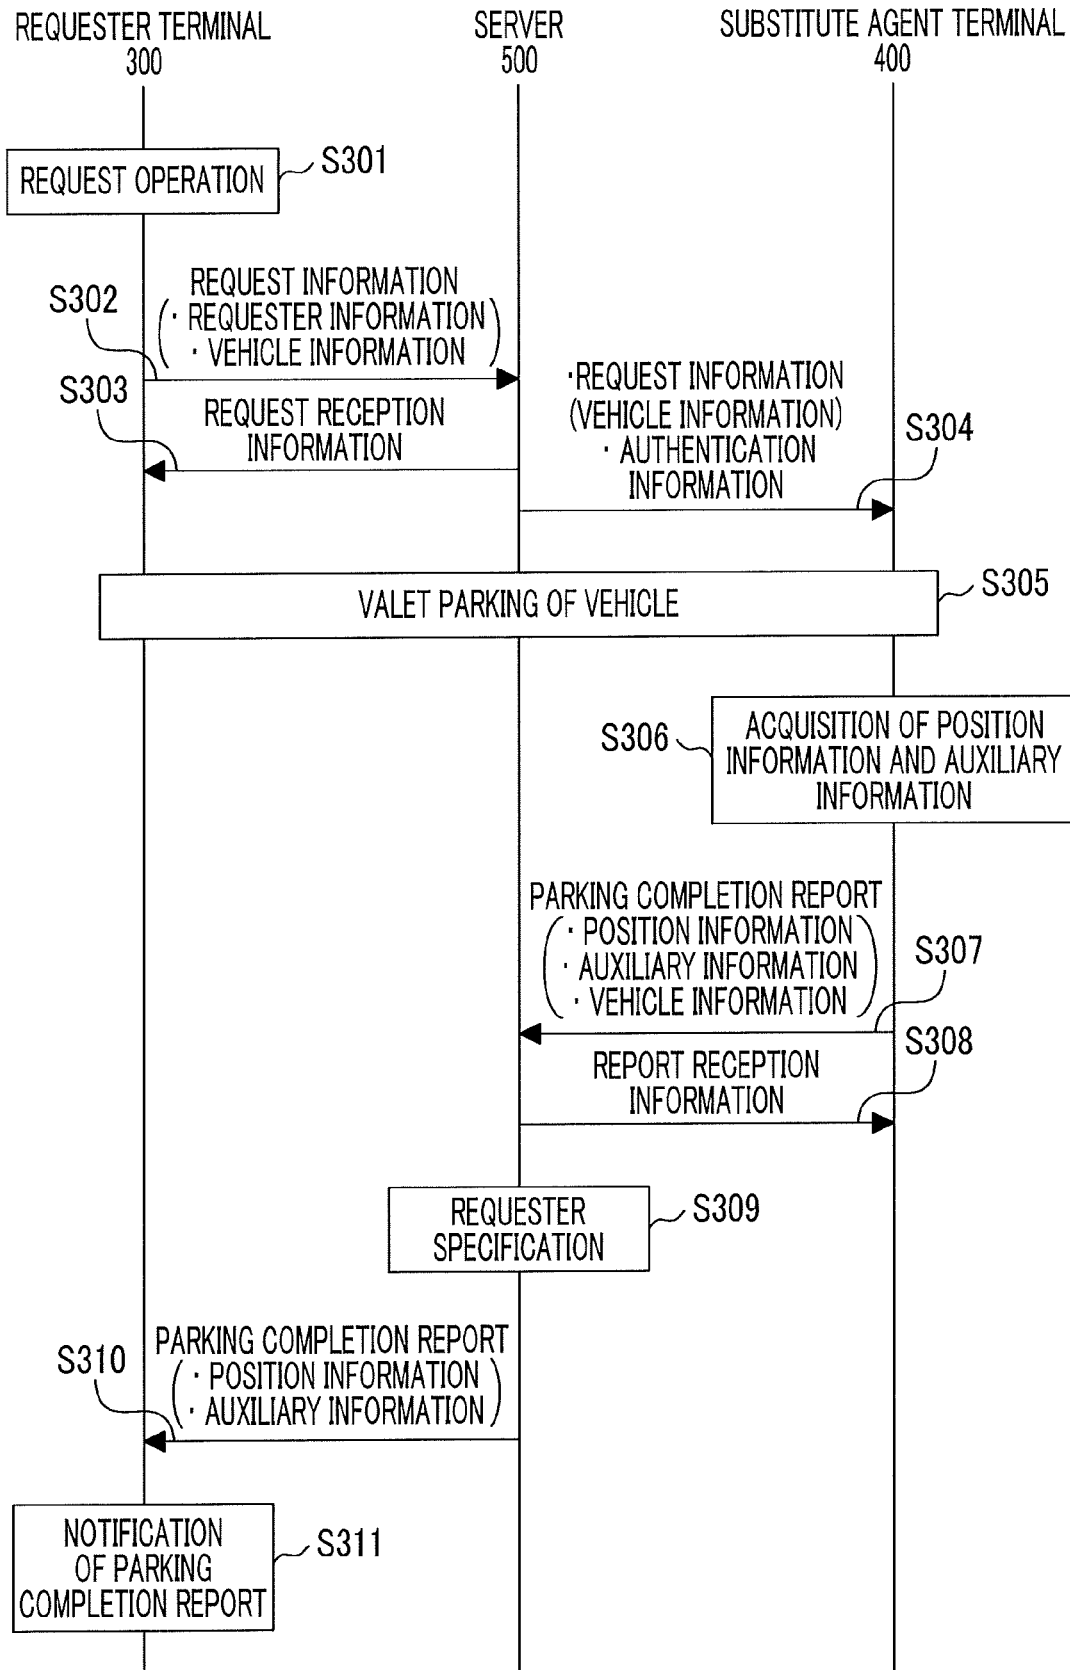 REQUESTER TERMINAL
300
SERVER
500
SUBSTITUTE AGENT TERMINAL
400
REQUEST OPERATION
S301
S302
REQUEST INFORMATION
・REQUESTER INFORMATION
・VEHICLE INFORMATION
S303
REQUEST RECEPTION
INFORMATION
・REQUEST INFORMATION
(VEHICLE INFORMATION)
・AUTHENTICATION
INFORMATION
S304
VALET PARKING OF VEHICLE
S305
S306
ACQUISITION OF POSITION
INFORMATION AND AUXILIARY
INFORMATION
PARKING COMPLETION REPORT
・POSITION INFORMATION
・AUXILIARY INFORMATION
・VEHICLE INFORMATION
S307
REPORT RECEPTION
INFORMATION
S308
REQUESTER
SPECIFICATION
S309
S310
PARKING COMPLETION REPORT
・POSITION INFORMATION
・AUXILIARY INFORMATION
NOTIFICATION
OF PARKING
COMPLETION REPORT
S311